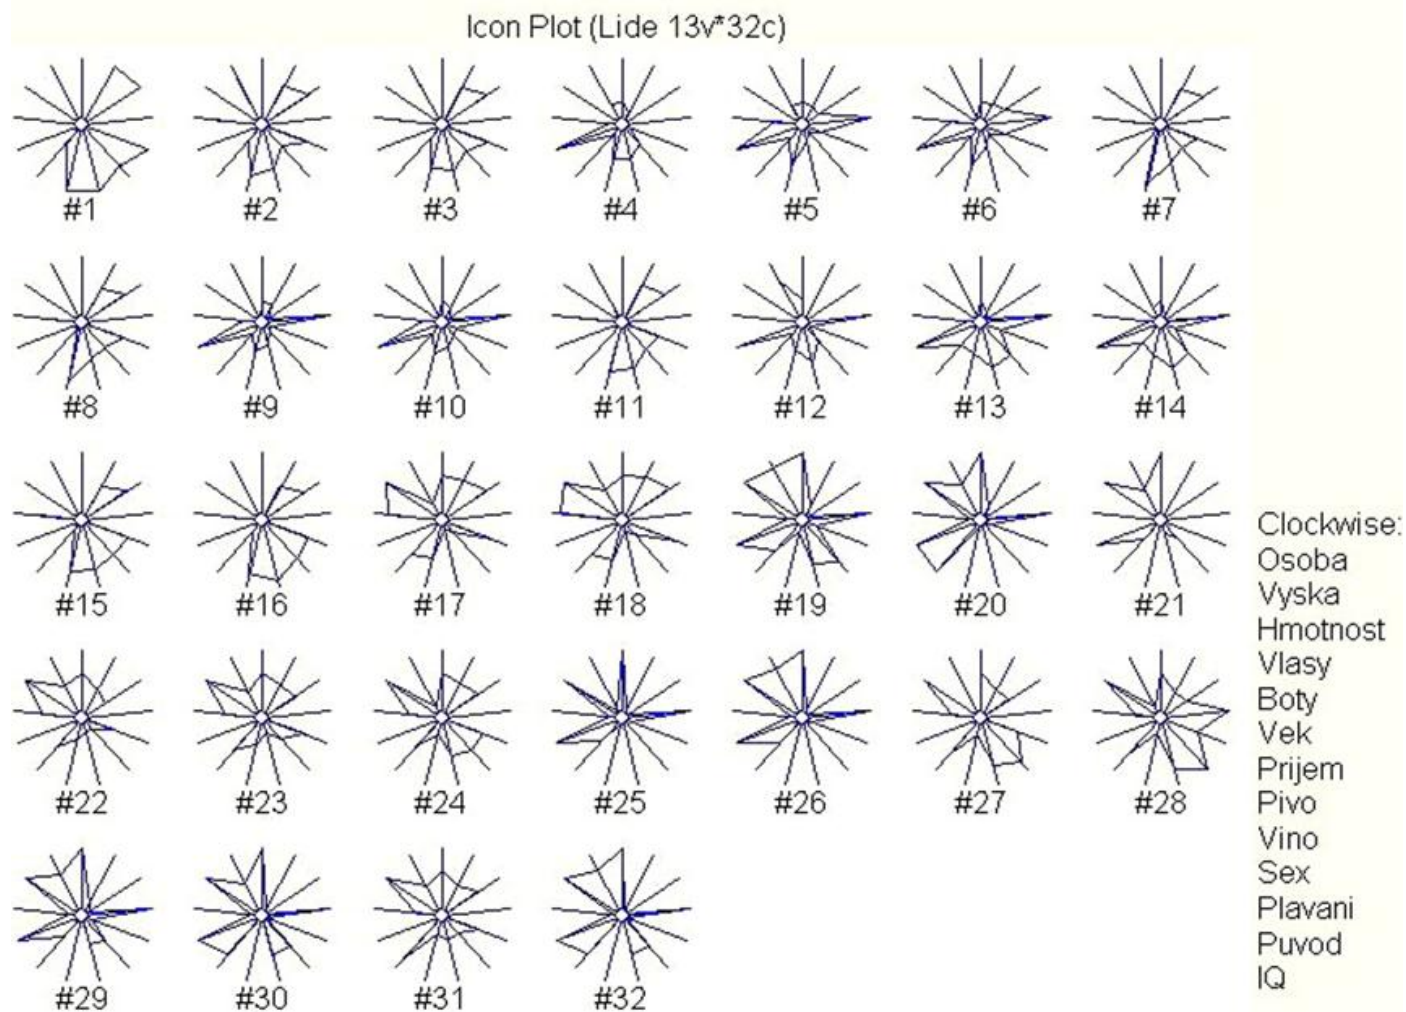 Icon Plot (Lide 13v*32c)
#1 #2 #3 #4 #5 #6 #7
#8 #9 #10 #11 #12 #13 #14
#15 #16 #17 #18 #19 #20 #21
#22 #23 #24 #25 #26 #27 #28
#29 #30 #31 #32
Clockwise:
Osoba
Vyska
Hmotnost
Vlasy
Boty
Vek
Prijem
Pivo
Vino
Sex
Plavani
Puvod
IQ